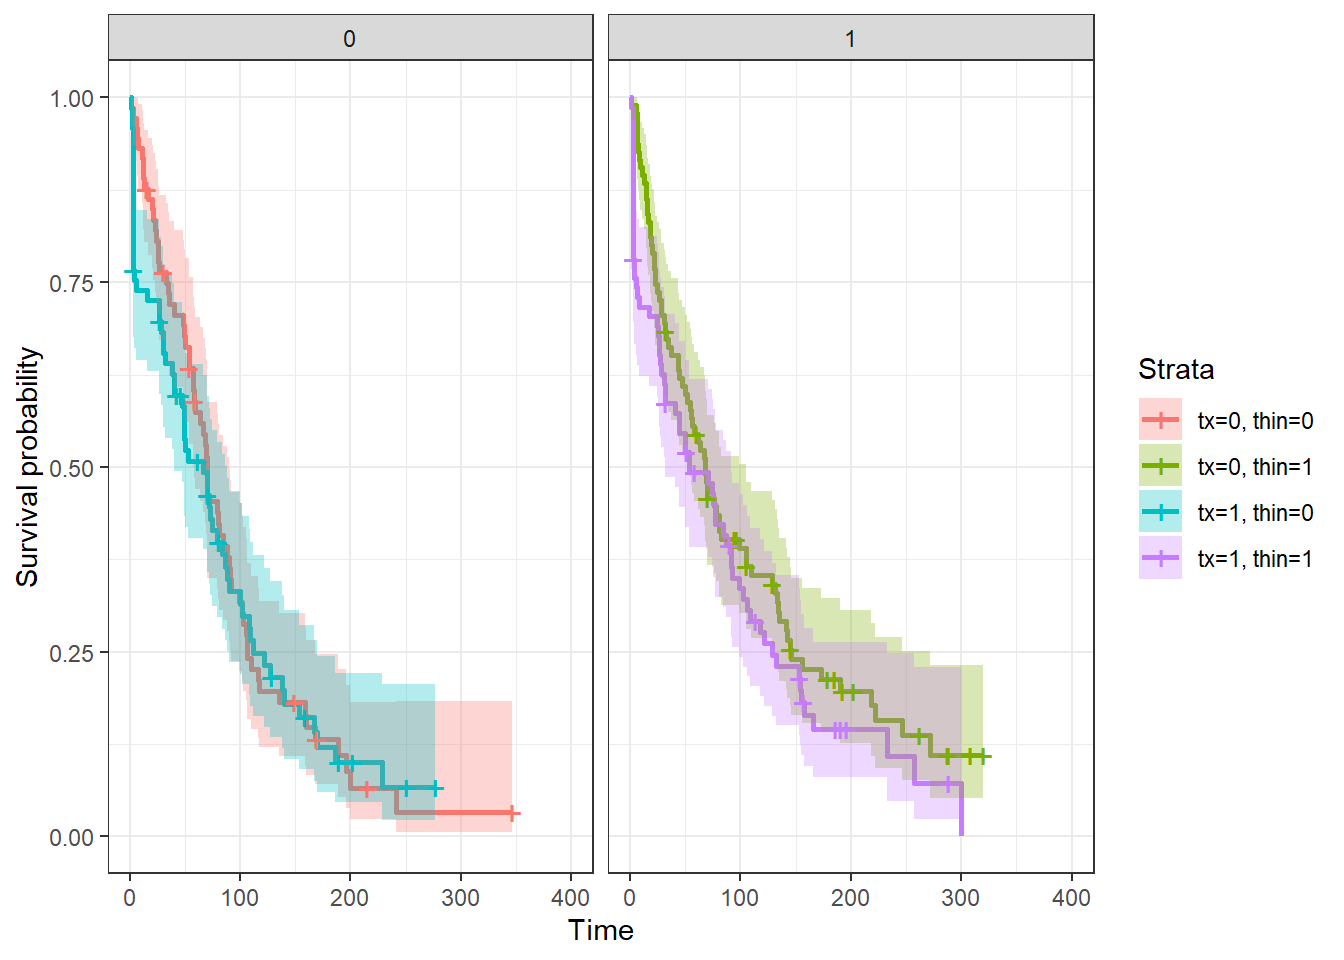 0
1
1.00
0.75
0.50
0.25
0.00
Survival probability
0
100
200
300
400
0
100
200
300
400
Time
Strata
tx=0, thin=0
tx=0, thin=1
tx=1, thin=0
tx=1, thin=1